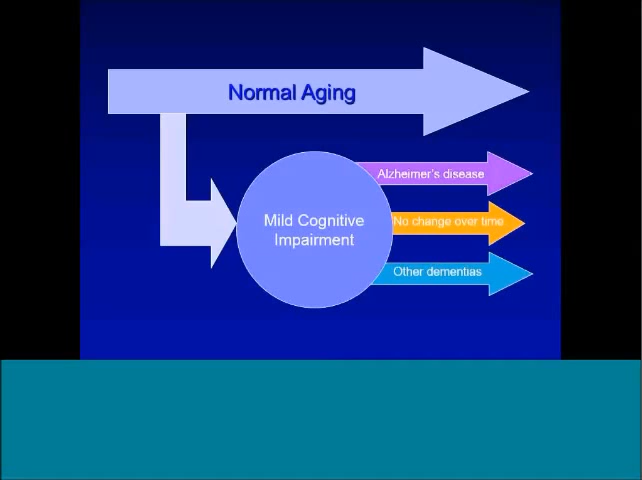 Normal Aging
Alzheimer's disease
Mild Cognitive
Impairment
No change over time
Other dementias